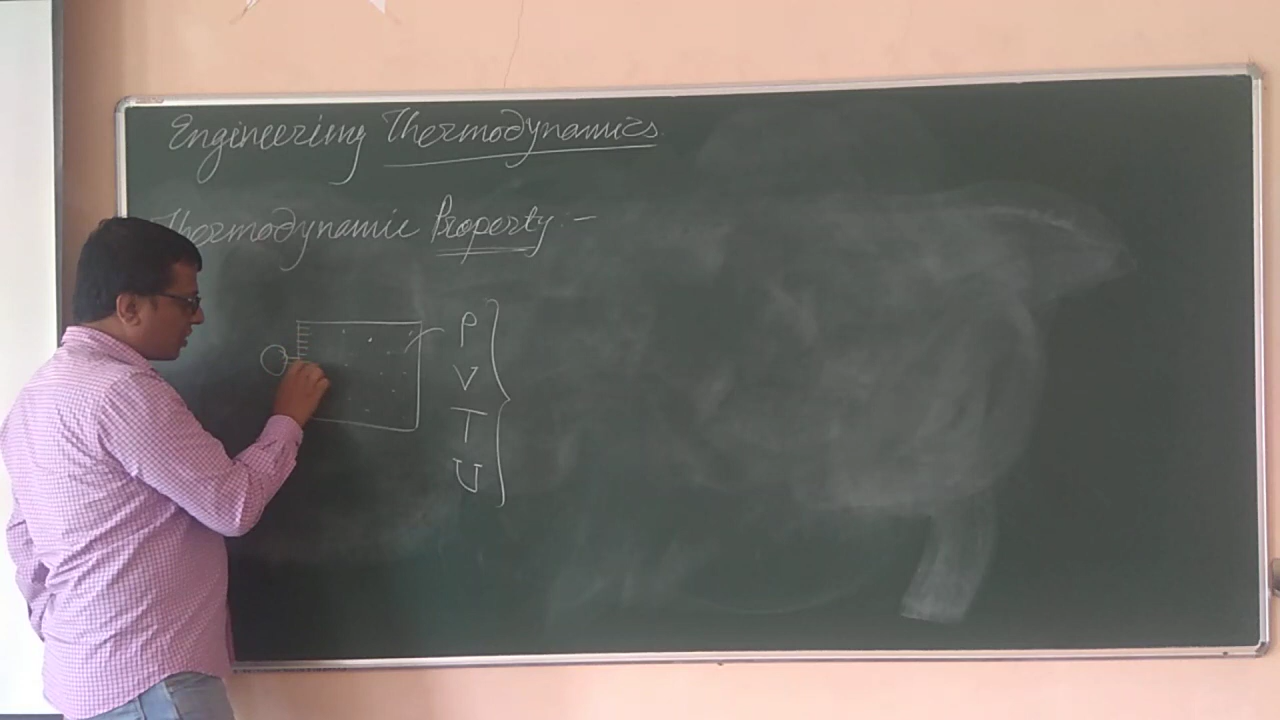 Engineering Thermodynamics
Thermodynamic Property :-
P
V
T
U